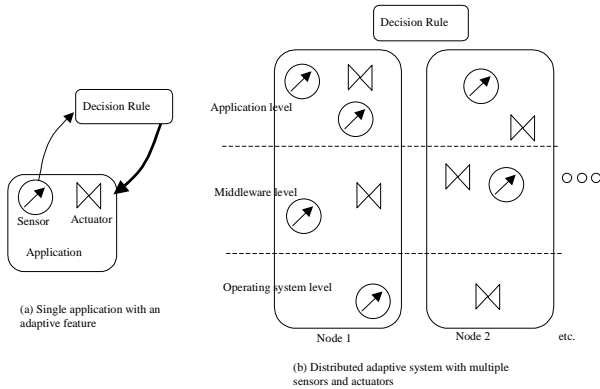 Decision Rule
Decision Rule
Application level
Middleware level
Sensor
Actuator
Application
Operating system level
(a) Single application with an
adaptive feature
Node 1
Node 2
etc.
(b) Distributed adaptive system with multiple
sensors and actuators